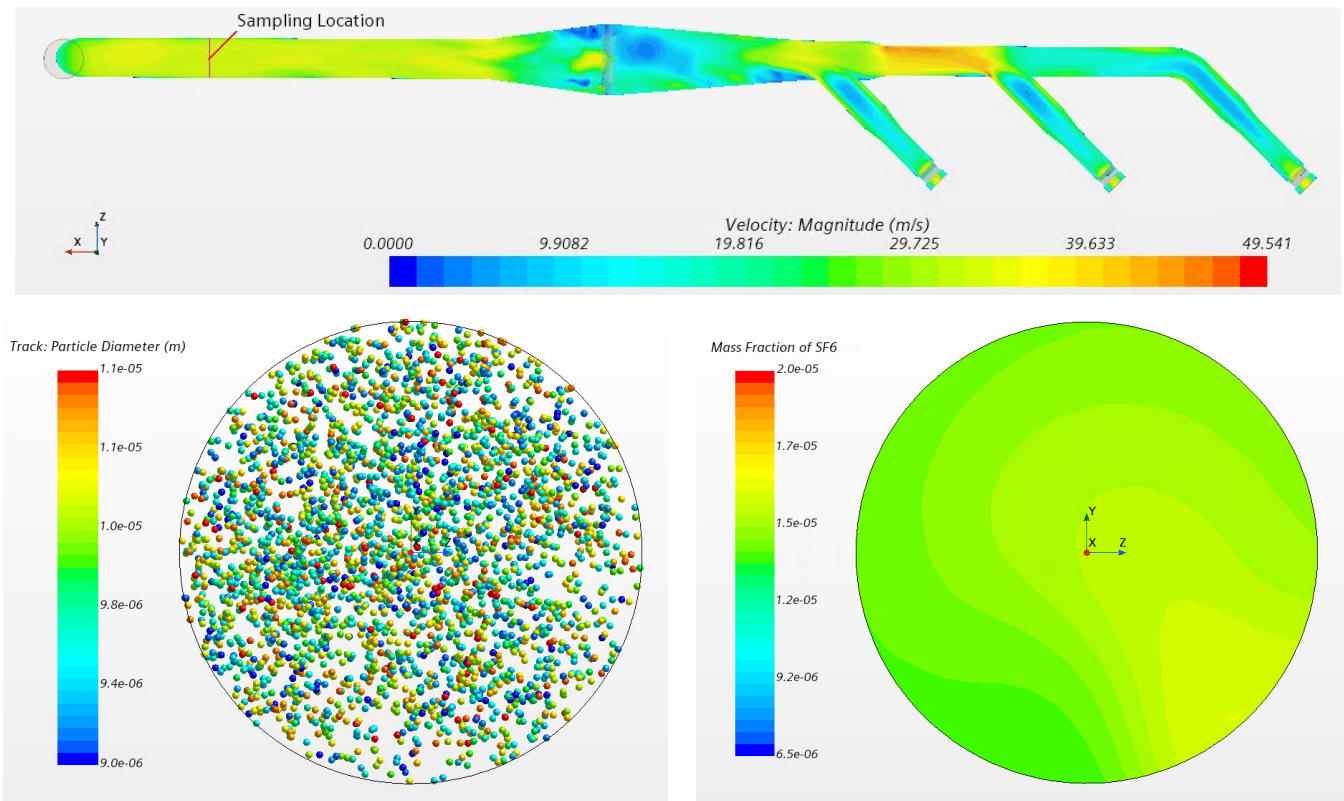 Sampling Location
Z
X
Y
Velocity: Magnitude (m/s)
0.0000 9.9082 19.816 29.725 39.633 49.541
Track: Particle Diameter (m)
1.1e-05
1.1e-05
1.0e-05
9.8e-06
9.4e-06
9.0e-06
Y
X Z
Mass Fraction of SF6
2.0e-05
1.7e-05
1.5e-05
1.2e-05
9.2e-06
6.5e-06
Y
X Z